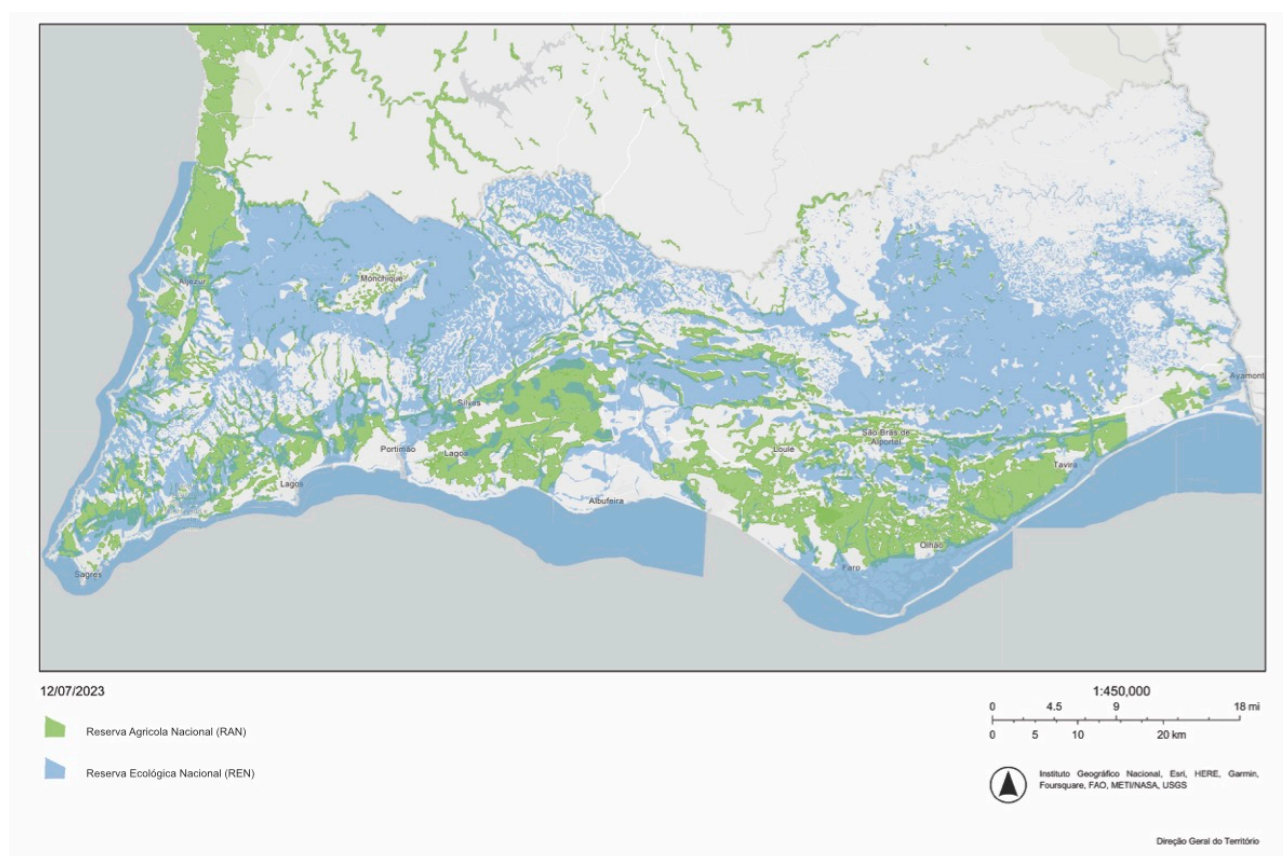 Monchique
Aljezur
Silves
Ayamont
São Brás de
Alportel
Portimão
Lagoa
Loulé
Tavira
Lagos
Albufeira
Olhão
Faro
Sagres
12/07/2023
1:450,000
0 4.5 9 18 mi
0 5 10 20 km
Reserva Agricola Nacional (RAN)
Reserva Ecológica Nacional (REN)
Instituto Geográfico Nacional, Esri, HERE, Garmin,
Foursquare, FAO, METI/NASA, USGS
Direção Geral do Território